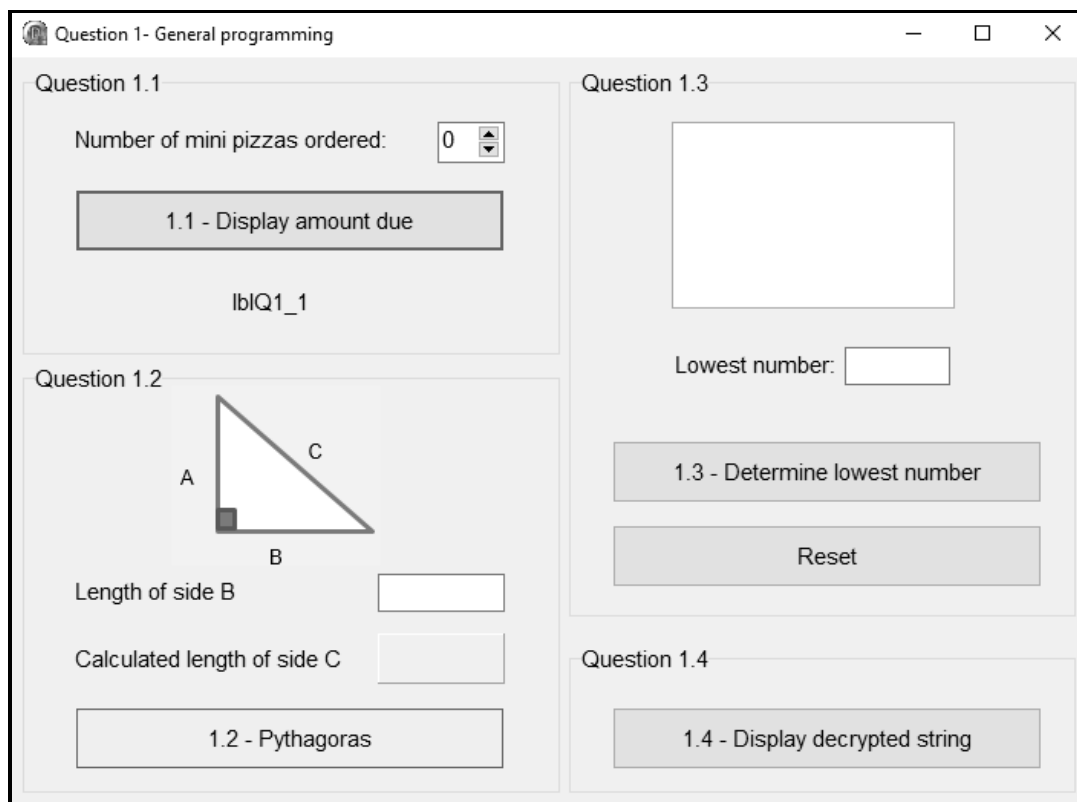 Question 1- General programming
Question 1.1
Number of mini pizzas ordered: 0
1.1 - Display amount due
lblQ1_1
Question 1.2
A
C
B
Length of side B
Calculated length of side C
1.2 - Pythagoras
Question 1.3
Lowest number:
1.3 - Determine lowest number
Reset
Question 1.4
1.4 - Display decrypted string